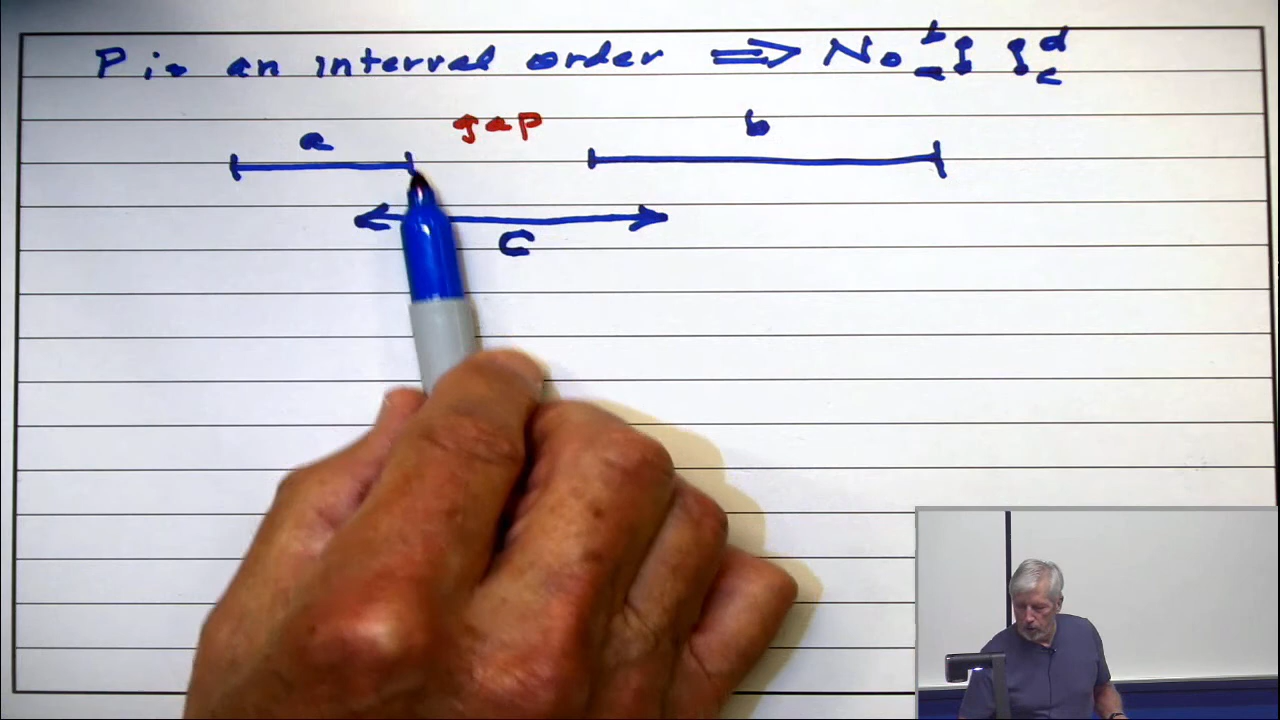 P is an interval order ⟹ No b a d c
a gap b
c